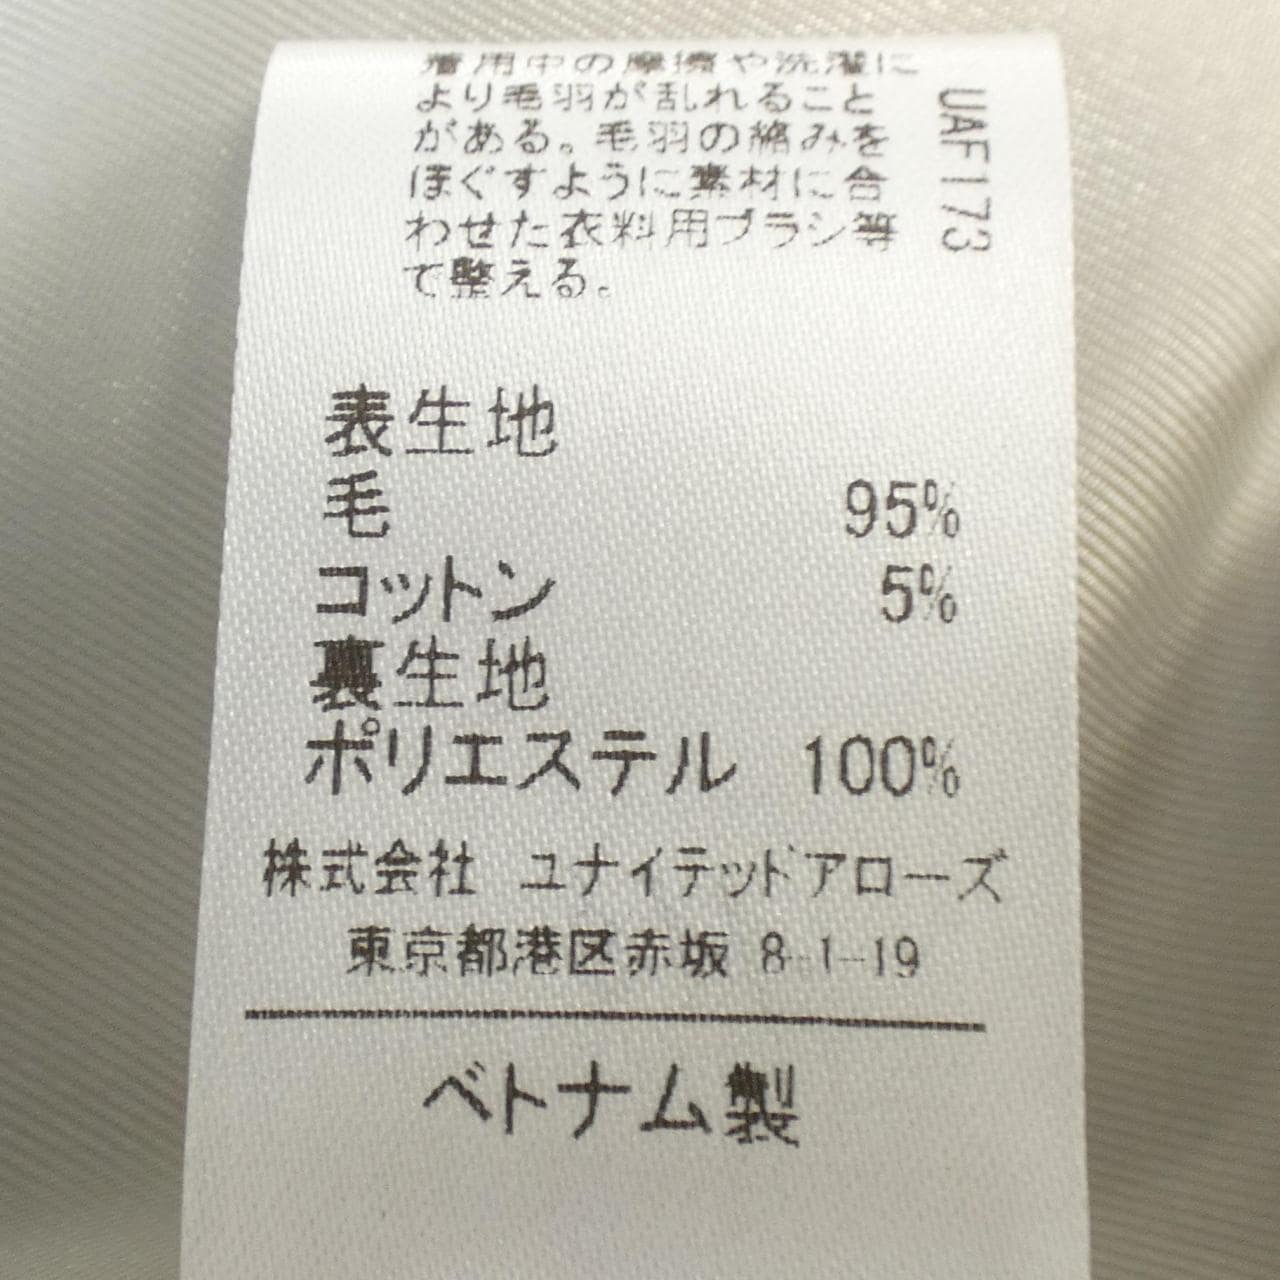 着用中の摩擦や洗濯に
より毛羽が乱れること
がある。毛羽の絡みを
ほぐすように素材に合
わせた衣料用ブラシ等
で整える。
UAF173
表生地
毛 95%
コットン 5%
裏生地
ポリエステル 100%
株式会社 ユナイテッドアローズ
東京都港区赤坂 8-1-19
ベトナム製